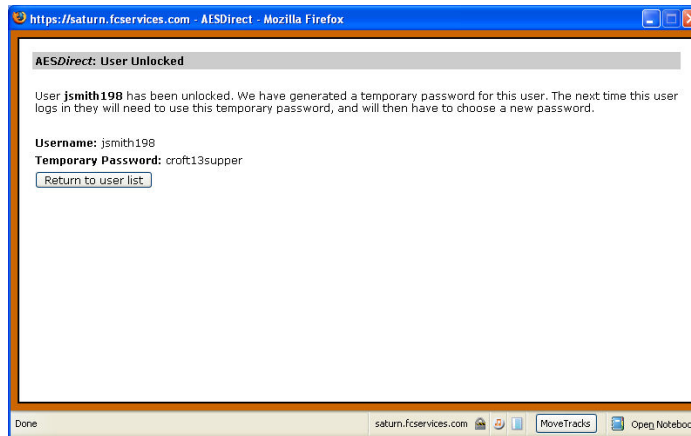 https://saturn.fcservices.com - AESDirect - Mozilla Firefox
AESDirect: User Unlocked
User jsmith198 has been unlocked. We have generated a temporary password for this user. The next time this user
logs in they will need to use this temporary password, and will then have to choose a new password.
Username: jsmith198
Temporary Password: croft13supper
Return to user list
Done saturn.fcservices.com MoveTracks Open Notebo